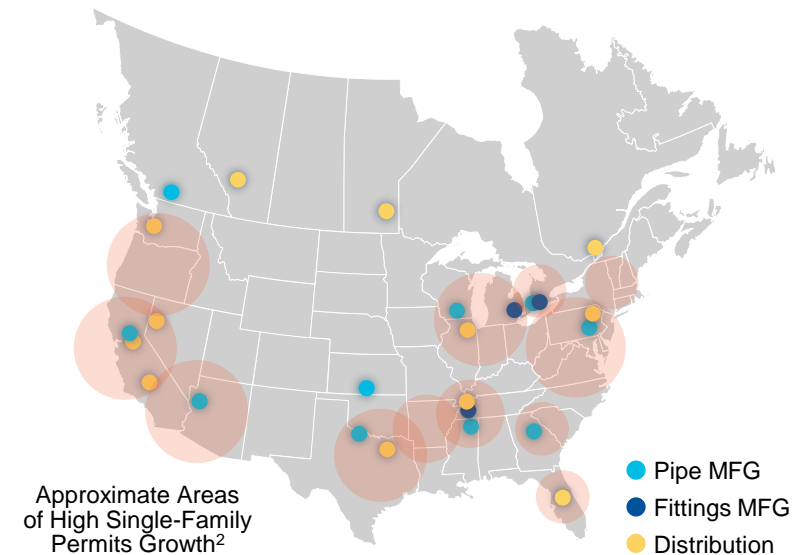 Approximate Areas
of High Single-Family
Permits Growth²
Pipe MFG
Fittings MFG
Distribution